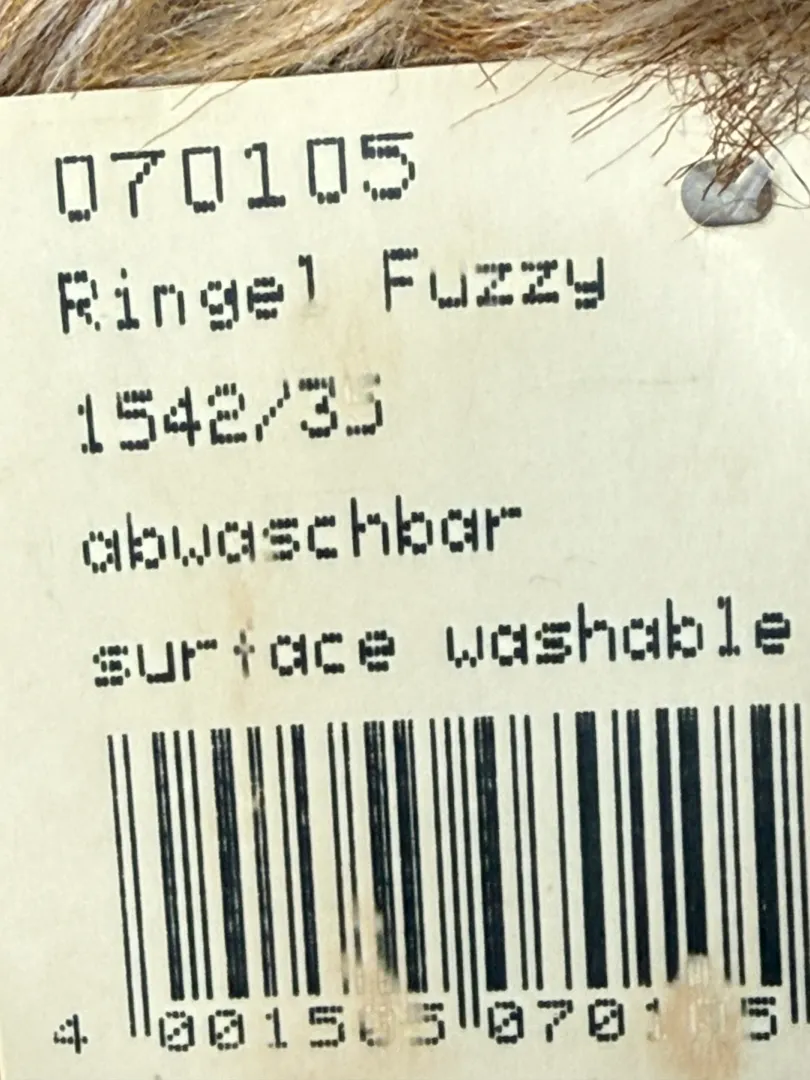 070105
Ringel Fuzzy
1542/35
abwaschbar
surface washable